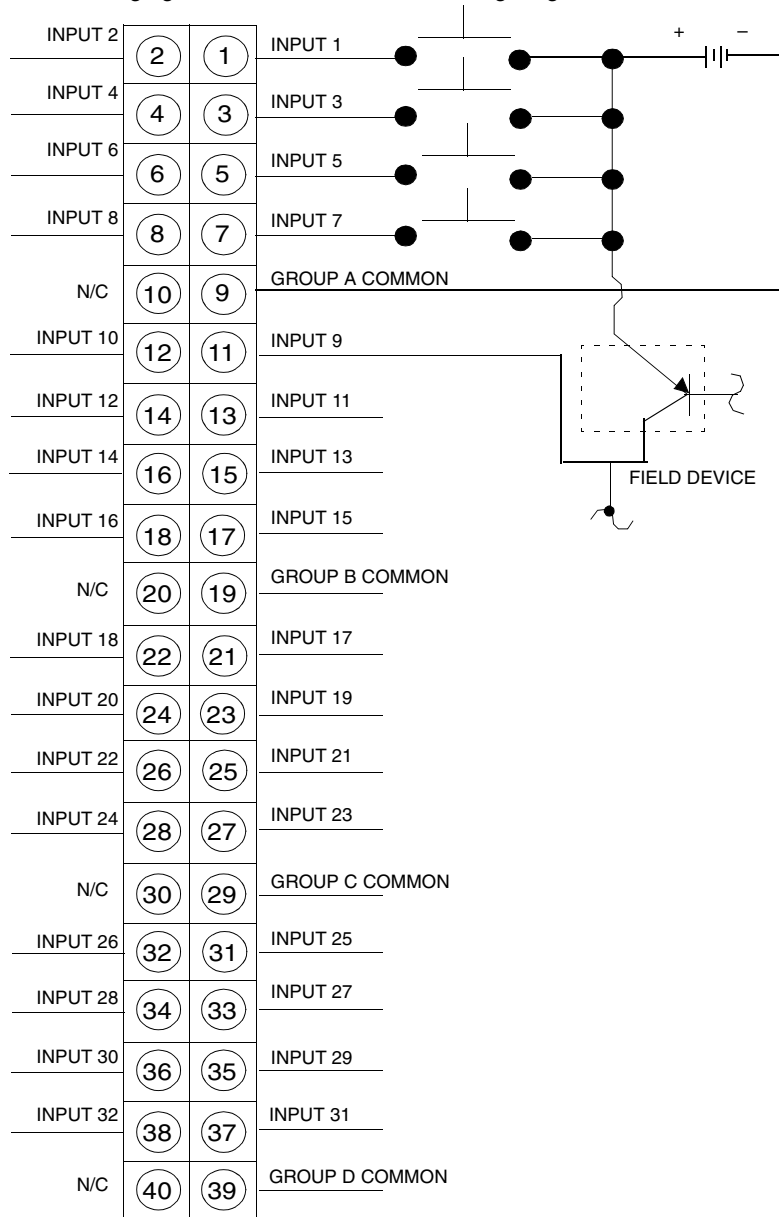 INPUT 2 2 1 INPUT 1 + –
INPUT 4 4 3 INPUT 3
INPUT 6 6 5 INPUT 5
INPUT 8 8 7 INPUT 7
N/C 10 9 GROUP A COMMON
INPUT 10 12 11 INPUT 9
INPUT 12 14 13 INPUT 11
INPUT 14 16 15 INPUT 13
FIELD DEVICE
INPUT 16 18 17 INPUT 15
N/C 20 19 GROUP B COMMON
INPUT 18 22 21 INPUT 17
INPUT 20 24 23 INPUT 19
INPUT 22 26 25 INPUT 21
INPUT 24 28 27 INPUT 23
N/C 30 29 GROUP C COMMON
INPUT 26 32 31 INPUT 25
INPUT 28 34 33 INPUT 27
INPUT 30 36 35 INPUT 29
INPUT 32 38 37 INPUT 31
N/C 40 39 GROUP D COMMON